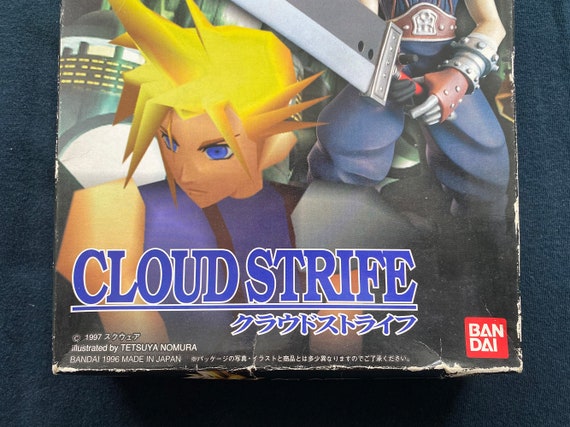 CLOUD STRIFE
クラウドストライフ
© 1997 スクウェア
illustrated by TETSUYA NOMURA
BANDAI 1996 MADE IN JAPAN
※パッケージの写真・イラストと商品とは多少異なりますのでご了承ください。
BAN
DAI